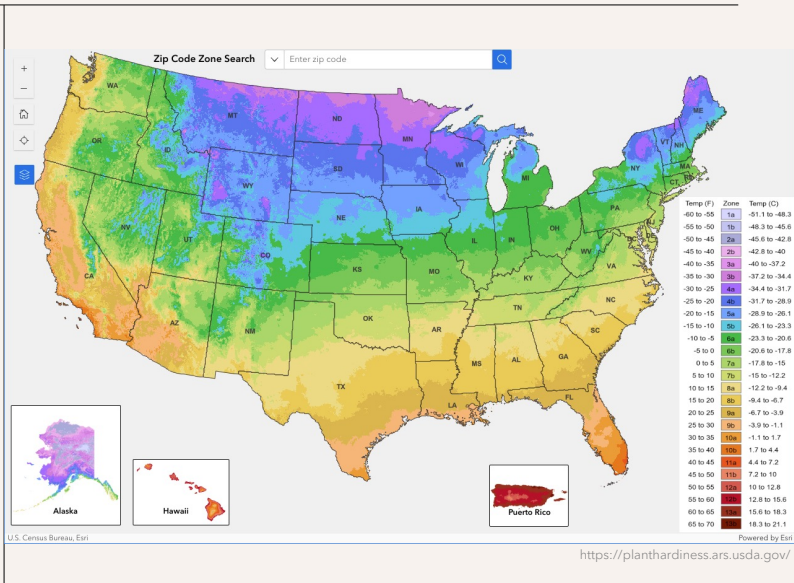 Zip Code Zone Search Enter zip code
+
−
WA
MT
ND
MN
ME
OR
ID
WI
VT
NH
SD
NY
MA
WY
MI
CT
RI
IA
PA
NE
NJ
NV
IL
IN
OH
DC
DE
UT
CO
WV
CA
KS
MO
KY
VA
NC
TN
AZ
OK
NM
AR
SC
MS
AL
GA
TX
LA
FL
Temp (F) Zone Temp (C)
-60 to -55 1a -51.1 to -48.3
-55 to -50 1b -48.3 to -45.6
-50 to -45 2a -45.6 to -42.8
-45 to -40 2b -42.8 to -40
-40 to -35 3a -40 to -37.2
-35 to -30 3b -37.2 to -34.4
-30 to -25 4a -34.4 to -31.7
-25 to -20 4b -31.7 to -28.9
-20 to -15 5a -28.9 to -26.1
-15 to -10 5b -26.1 to -23.3
-10 to -5 6a -23.3 to -20.6
-5 to 0 6b -20.6 to -17.8
0 to 5 7a -17.8 to -15
5 to 10 7b -15 to -12.2
10 to 15 8a -12.2 to -9.4
15 to 20 8b -9.4 to -6.7
20 to 25 9a -6.7 to -3.9
25 to 30 9b -3.9 to -1.1
30 to 35 10a -1.1 to 1.7
35 to 40 10b 1.7 to 4.4
40 to 45 11a 4.4 to 7.2
45 to 50 11b 7.2 to 10
50 to 55 12a 10 to 12.8
55 to 60 12b 12.8 to 15.6
60 to 65 13a 15.6 to 18.3
65 to 70 13b 18.3 to 21.1
Alaska
Hawaii
Puerto Rico
U.S. Census Bureau, Esri
Powered by Esri
https://planthardiness.ars.usda.gov/